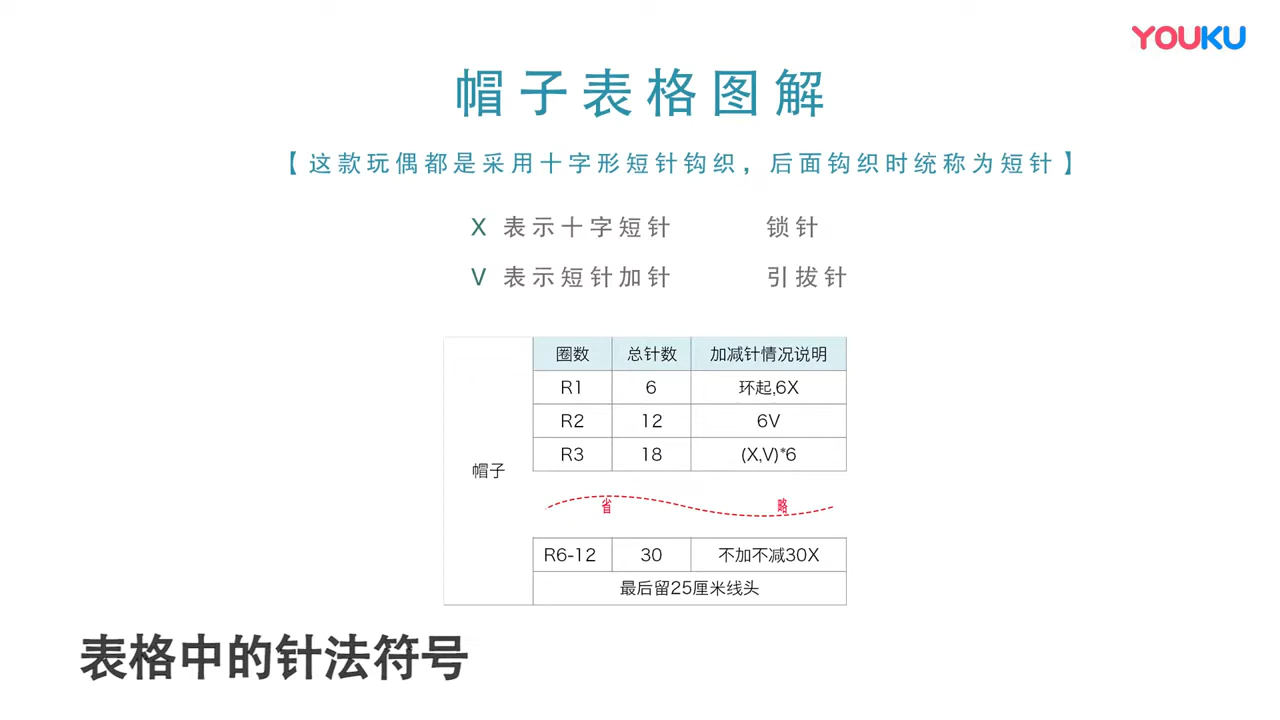 YOUKU
帽子表格图解
【这款玩偶都是采用十字形短针钩织，后面钩织时统称为短针】
X 表示十字短针 锁针
V 表示短针加针 引拔针
圈数 总针数 加减针情况说明
R1 6 环起,6X
R2 12 6V
R3 18 (X,V)*6
帽子
省 略
R6-12 30 不加不减30X
最后留25厘米线头
表格中的针法符号